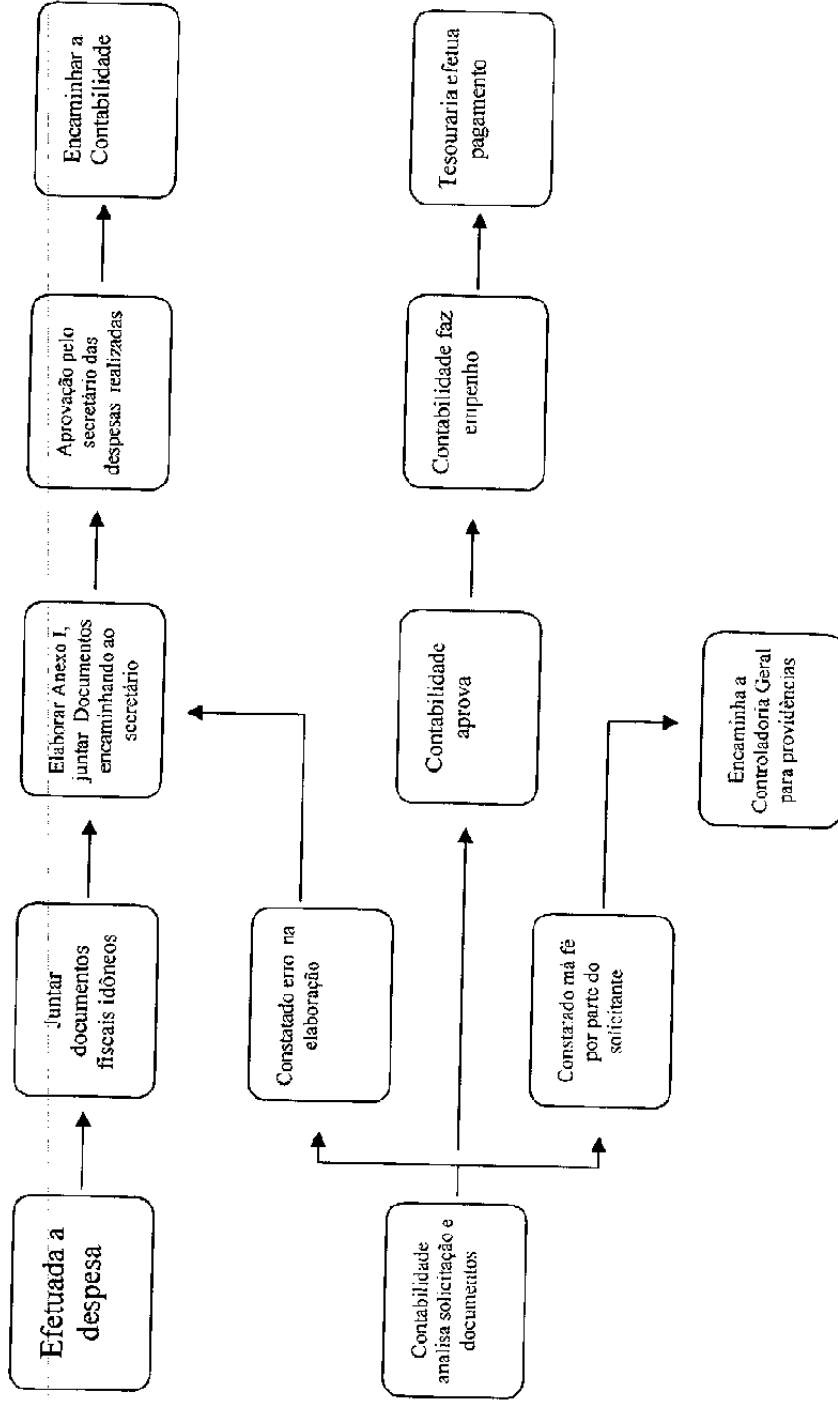 Efetuada a
despesa
Juntar
documentos
fiscais idôneos
Elaborar Anexo I,
juntar Documentos
encaminhando ao
secretário
Aprovação pelo
secretário das
despesas realizadas
Encaminhar a
Contabilidade
Contabilidade
analisa solicitação e
documentos
Constatado erro na
elaboração
Contabilidade
aprova
Contabilidade faz
empenho
Tesouraria efetua
pagamento
Constatado má fé
por parte do
solicitante
Encaminha a
Controladoria Geral
para providências